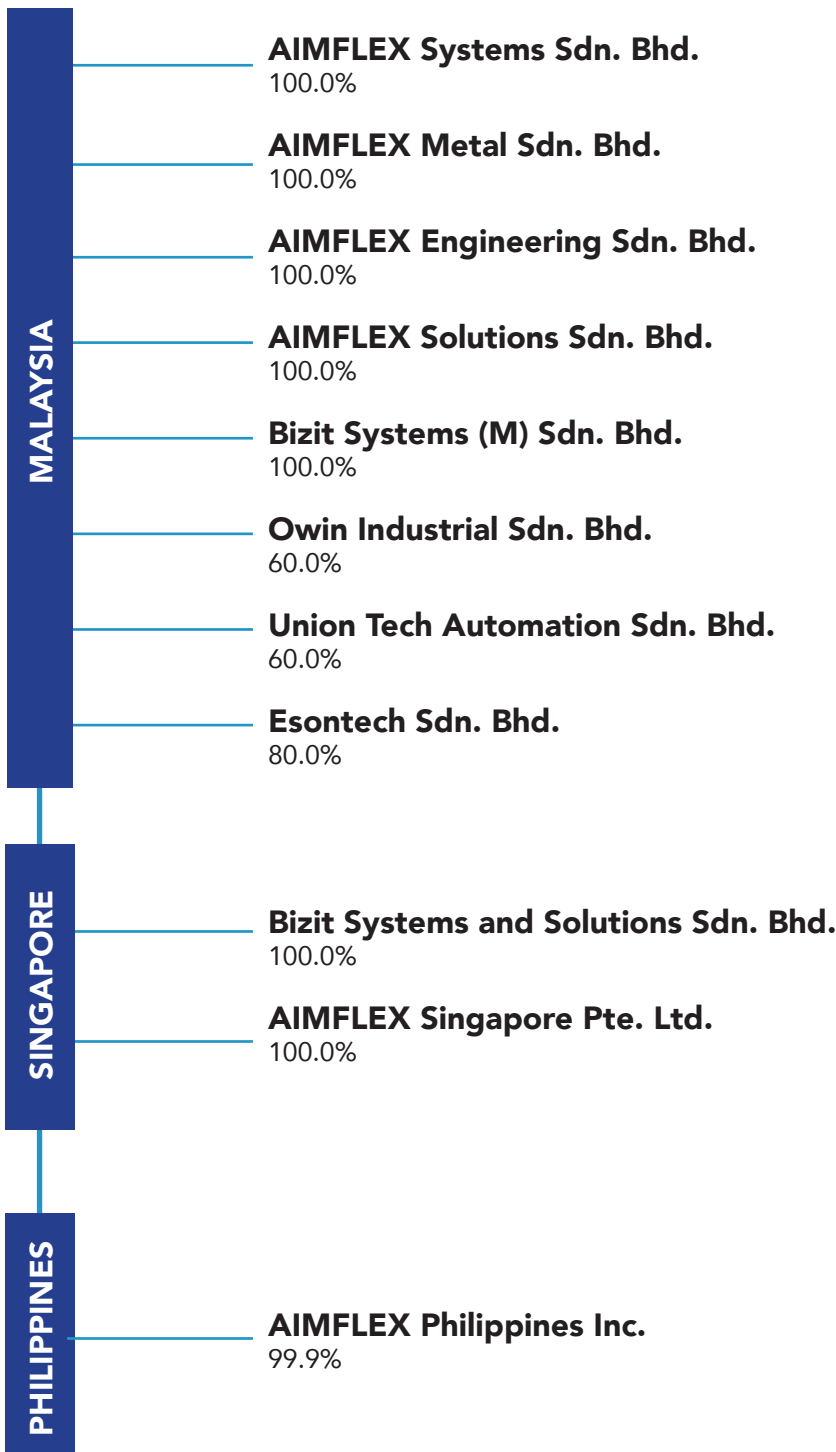 MALAYSIA
AIMFLEX Systems Sdn. Bhd.
100.0%
AIMFLEX Metal Sdn. Bhd.
100.0%
AIMFLEX Engineering Sdn. Bhd.
100.0%
AIMFLEX Solutions Sdn. Bhd.
100.0%
Bizit Systems (M) Sdn. Bhd.
100.0%
Owin Industrial Sdn. Bhd.
60.0%
Union Tech Automation Sdn. Bhd.
60.0%
Esontech Sdn. Bhd.
80.0%
SINGAPORE
Bizit Systems and Solutions Sdn. Bhd.
100.0%
AIMFLEX Singapore Pte. Ltd.
100.0%
PHILIPPINES
AIMFLEX Philippines Inc.
99.9%